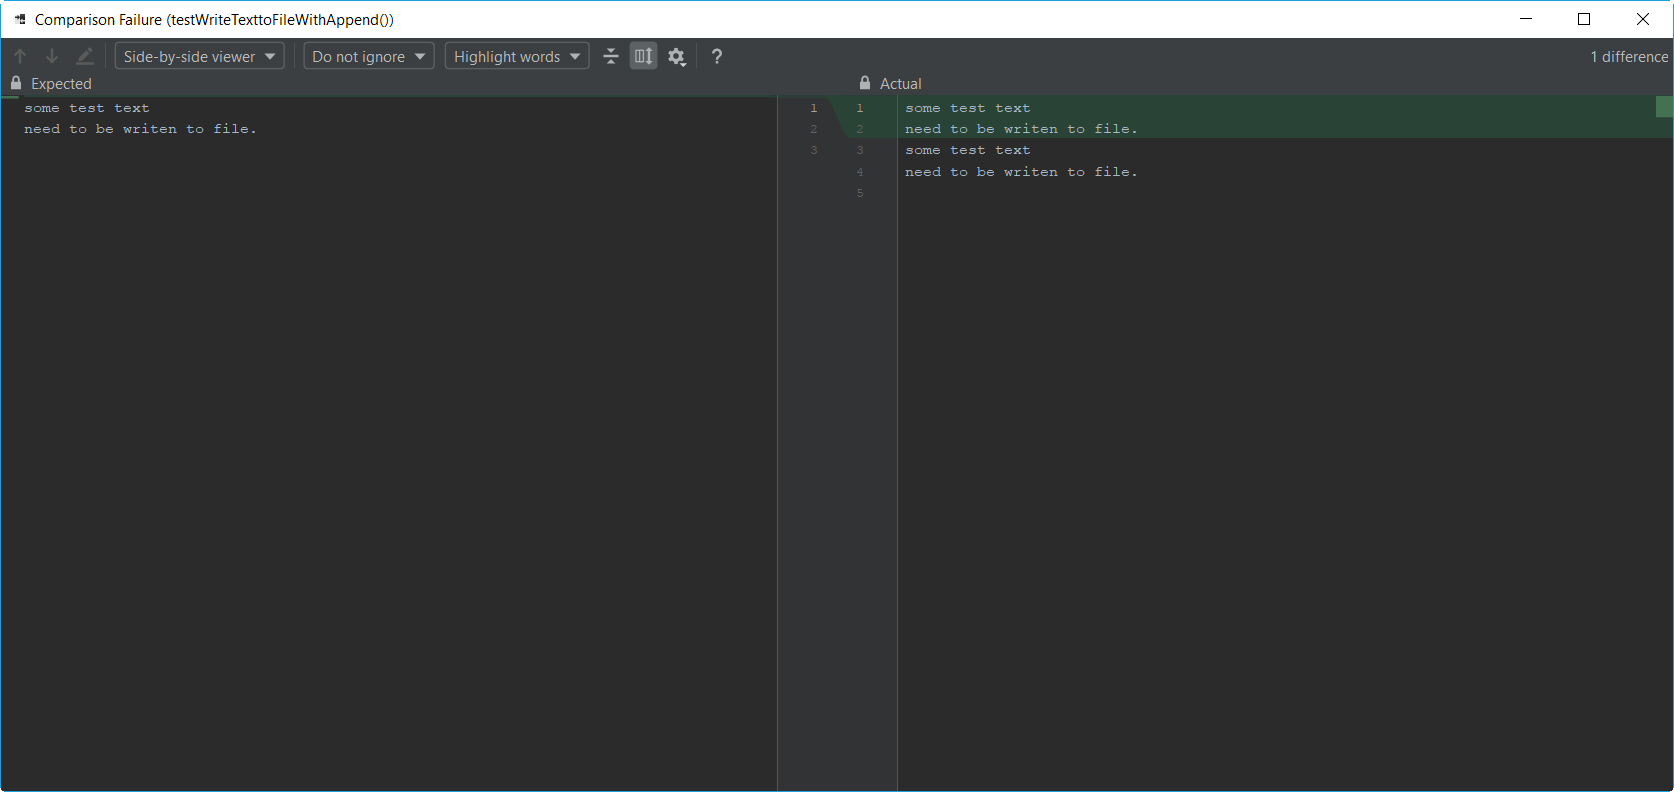 Comparison Failure (testWriteTexttoFileWithAppend())
Side-by-side viewer Do not ignore Highlight words ? 1 difference
Expected Actual
some test text 1 1 some test text
need to be writen to file. 2 2 need to be writen to file.
3 3 some test text
4 need to be writen to file.
5